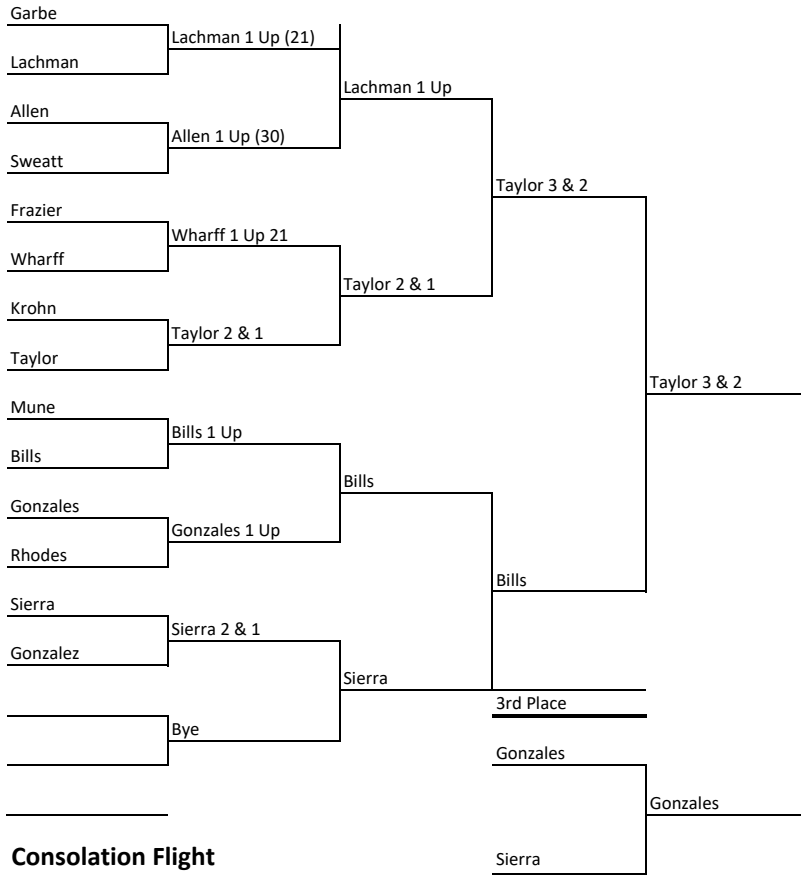 Garbe
Lachman 1 Up (21)
Lachman
Lachman 1 Up
Allen
Allen 1 Up (30)
Sweatt
Taylor 3 & 2
Frazier
Wharff 1 Up 21
Wharff
Taylor 2 & 1
Krohn
Taylor 2 & 1
Taylor
Taylor 3 & 2
Mune
Bills 1 Up
Bills
Bills
Gonzales
Gonzales 1 Up
Rhodes
Bills
Sierra
Sierra 2 & 1
Gonzalez
Sierra
3rd Place
Bye
Gonzales
Gonzales
Consolation Flight
Sierra